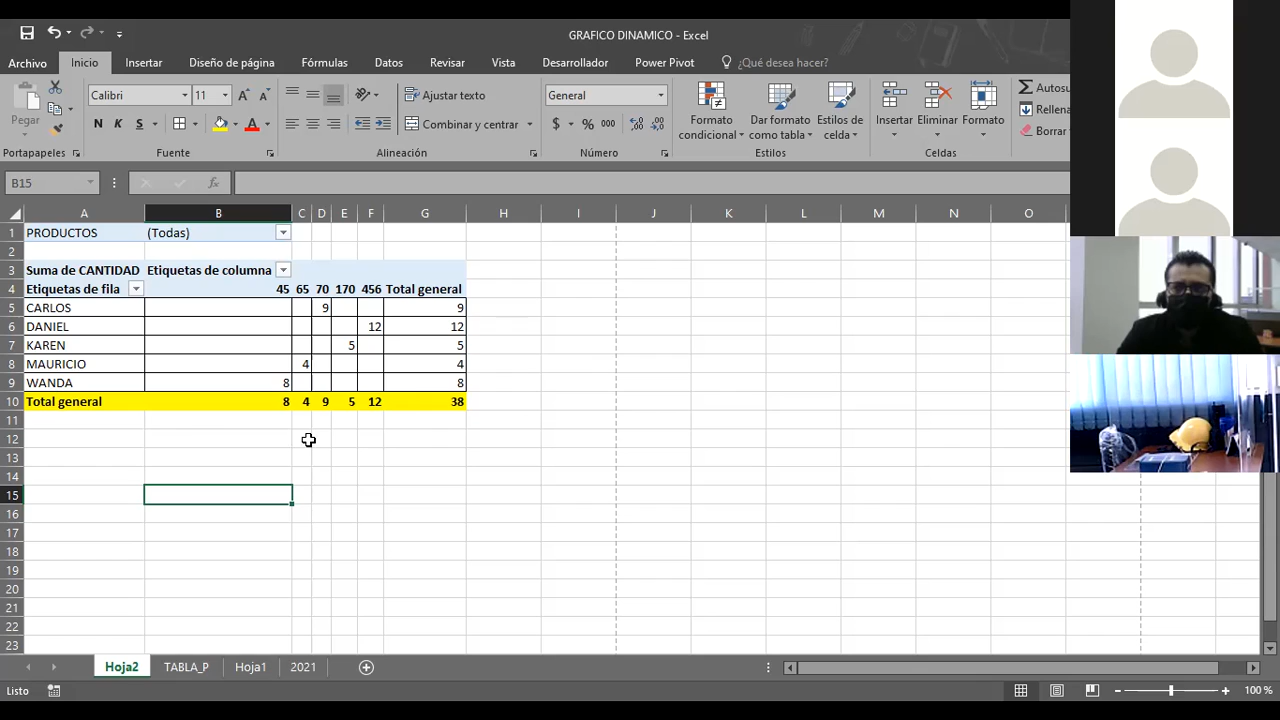 GRAFICO DINAMICO - Excel
Archivo Inicio Insertar Diseño de página Fórmulas Datos Revisar Vista Desarrollador Power Pivot ¿Qué desea hacer?
Calibri 11 Ajustar texto General Autosu
Pegar N K S Combinar y centrar $ % 000 Formato condicional Dar formato como tabla Estilos de celda Insertar Eliminar Formato Rellena
Borrar
Portapapeles Fuente Alineación Número Estilos Celdas
B15 fx
A B C D E F G H I J K L M N O
1 PRODUCTOS (Todas)
2
3 Suma de CANTIDAD Etiquetas de columna
4 Etiquetas de fila 45 65 70 170 456 Total general
5 CARLOS 9 9
6 DANIEL 12 12
7 KAREN 5 5
8 MAURICIO 4 4
9 WANDA 8 8
10 Total general 8 4 9 5 12 38
11
12
13
14
15
16
17
18
19
20
21
22
23
Hoja2 TABLA_P Hoja1 2021
Listo 100 %